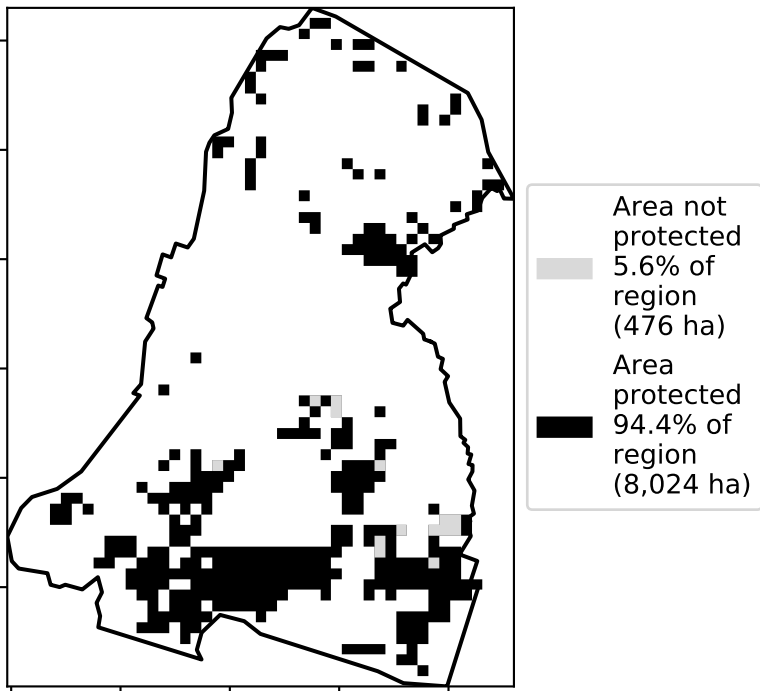 Area not
protected
5.6% of
region
(476 ha)
Area
protected
94.4% of
region
(8,024 ha)